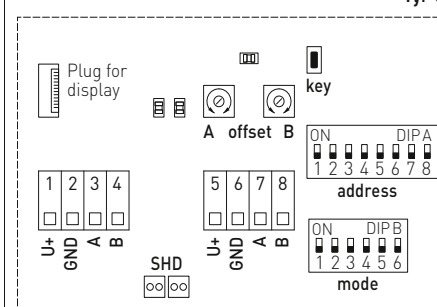 Plug for
display
key
A offset B
ON DIP A
1 2 3 4 5 6 7 8
address
1 2 3 4
5 6 7 8
U+ GND A B
U+ GND A B
ON DIP B
1 2 3 4 5 6
mode
SHD